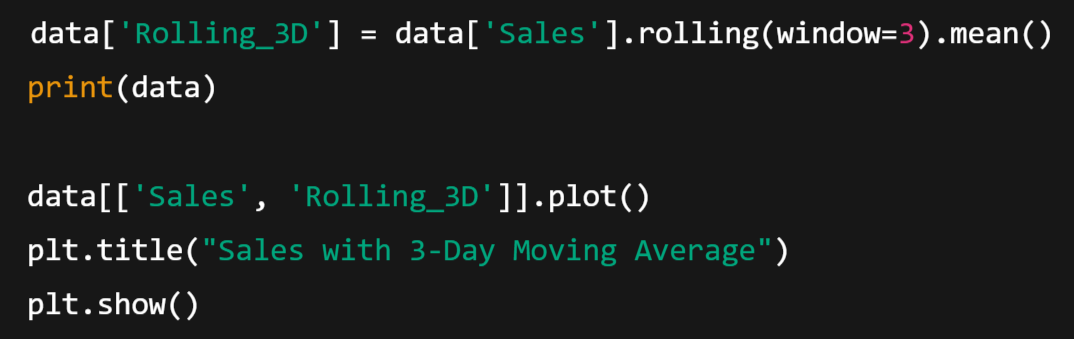 data['Rolling_3D'] = data['Sales'].rolling(window=3).mean()
print(data)
data[['Sales', 'Rolling_3D']].plot()
plt.title("Sales with 3-Day Moving Average")
plt.show()